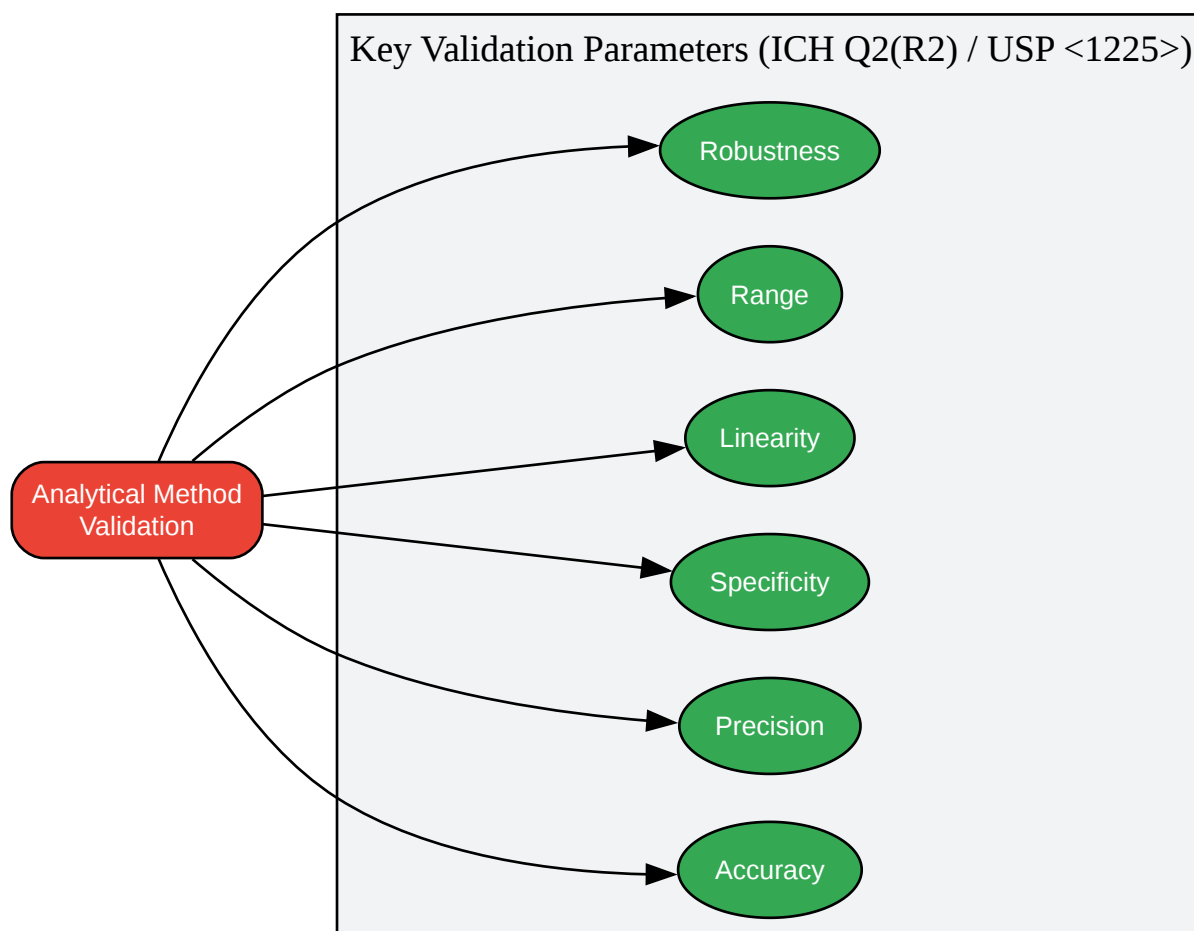 Key Validation Parameters (ICH Q2(R2) / USP <1225>)
Robustness
Range
Linearity
Analytical Method
Validation
Specificity
Precision
Accuracy